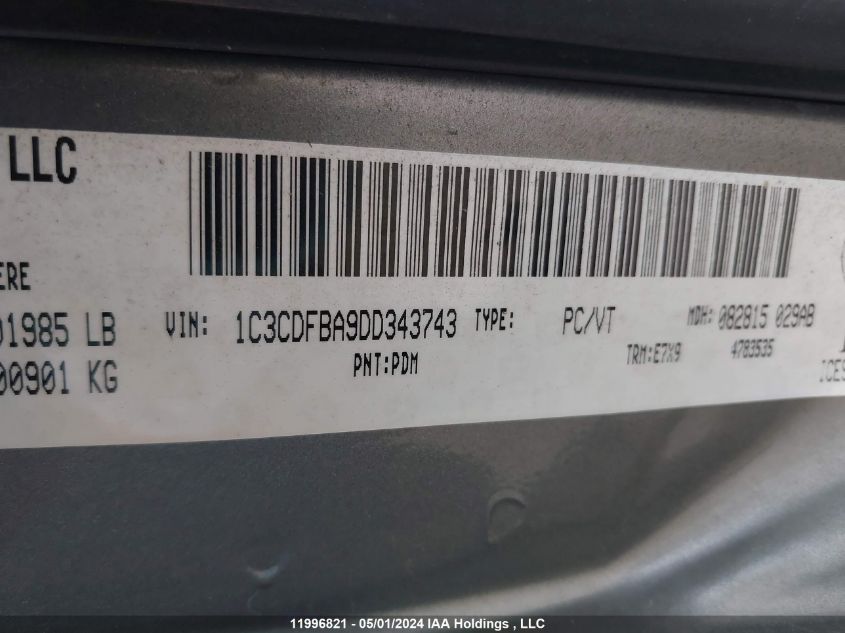 LLC
ERE
01985 LB VIN: 1C3CDFBA9DD343743 TYPE: PC/VT MDH: 082815 029AB
00901 KG PNT:PDM TRM:E7X9 4783535
ICES
11996821 - 05/01/2024 IAA Holdings , LLC